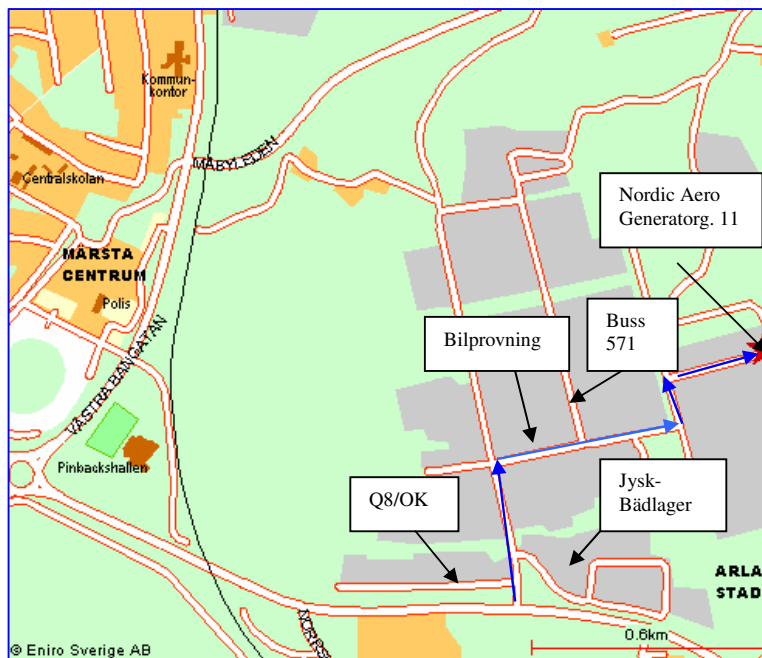 Kommun-
kontor
MÄBYLEDEN
Centralskolan
Nordic Aero
Generatorg. 11
MÄRSTA
CENTRUM
Polis
Buss
571
Bilprovning
VÄSTRA BANGATAN
Pinbackshallen
Q8/OK
Jysk-
Bädlager
ARLA
STAD
NORRS
0.6km
© Eniro Sverige AB